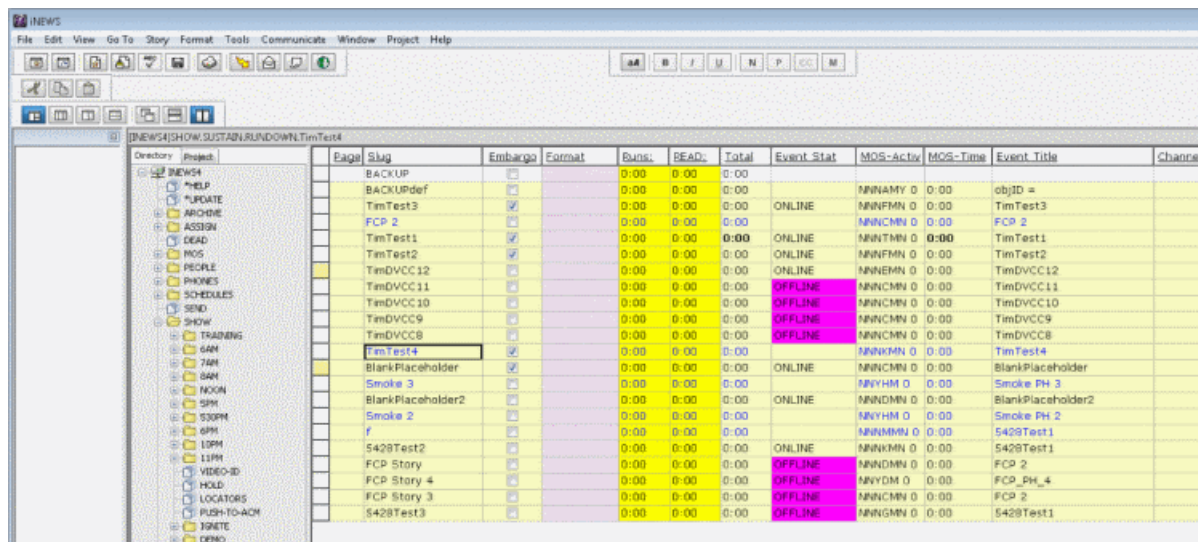 iNEWS
File Edit View Go To Story Format Tools Communicate Window Project Help
aA B I U N P CC M
[INEWS4]SHOW.SUSTAIN.RUNDOWN.TimTest4
Directory Project
INEWS4
*HELP
*UPDATE
ARCHIVE
ASSIGN
DEAD
MOS
PEOPLE
PHONES
SCHEDULES
SEND
SHOW
TRAINING
6AM
7AM
8AM
NOON
5PM
530PM
6PM
10PM
11PM
VIDEO-ID
HOLD
LOCATORS
PUSH-TO-ACM
IGNITE
DEMO
Page Slug Embargo Format Runs: READ: Total Event Stat MOS-Activ MOS-Time Event Title Channe
BACKUP 0:00 0:00 0:00
BACKUPdef 0:00 0:00 0:00 NNNAMY 0 0:00 objID =
TimTest3 0:00 0:00 0:00 ONLINE NNNFMN 0 0:00 TimTest3
FCP 2 0:00 0:00 0:00 NNNCMN 0 0:00 FCP 2
TimTest1 0:00 0:00 0:00 ONLINE NNNTMN 0 0:00 TimTest1
TimTest2 0:00 0:00 0:00 ONLINE NNNFMN 0 0:00 TimTest2
TimDVCC12 0:00 0:00 0:00 ONLINE NNNEMN 0 0:00 TimDVCC12
TimDVCC11 0:00 0:00 0:00 OFFLINE NNNCMN 0 0:00 TimDVCC11
TimDVCC10 0:00 0:00 0:00 OFFLINE NNNCMN 0 0:00 TimDVCC10
TimDVCC9 0:00 0:00 0:00 OFFLINE NNNCMN 0 0:00 TimDVCC9
TimDVCC8 0:00 0:00 0:00 OFFLINE NNNCMN 0 0:00 TimDVCC8
TimTest4 0:00 0:00 0:00 NNNKMN 0 0:00 TimTest4
BlankPlaceholder 0:00 0:00 0:00 ONLINE NNNCMN 0 0:00 BlankPlaceholder
Smoke 3 0:00 0:00 0:00 NNYHM 0 0:00 Smoke PH 3
BlankPlaceholder2 0:00 0:00 0:00 ONLINE NNNDMN 0 0:00 BlankPlaceholder2
Smoke 2 0:00 0:00 0:00 NNYHM 0 0:00 Smoke PH 2
f 0:00 0:00 0:00 NNNMMN 0 0:00 5428Test1
5428Test2 0:00 0:00 0:00 ONLINE NNNKMN 0 0:00 5428Test1
FCP Story 0:00 0:00 0:00 OFFLINE NNNDMN 0 0:00 FCP 2
FCP Story 4 0:00 0:00 0:00 OFFLINE NNYDM 0 0:00 FCP_PH_4
FCP Story 3 0:00 0:00 0:00 OFFLINE NNNCMN 0 0:00 FCP 2
5428Test3 0:00 0:00 0:00 OFFLINE NNNGMN 0 0:00 5428Test1